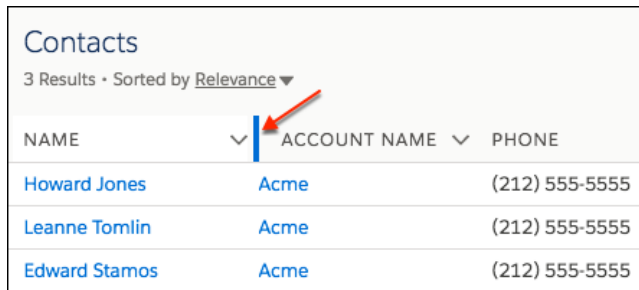 Contacts
3 Results • Sorted by Relevance
NAME ACCOUNT NAME PHONE
Howard Jones Acme (212) 555-5555
Leanne Tomlin Acme (212) 555-5555
Edward Stamos Acme (212) 555-5555